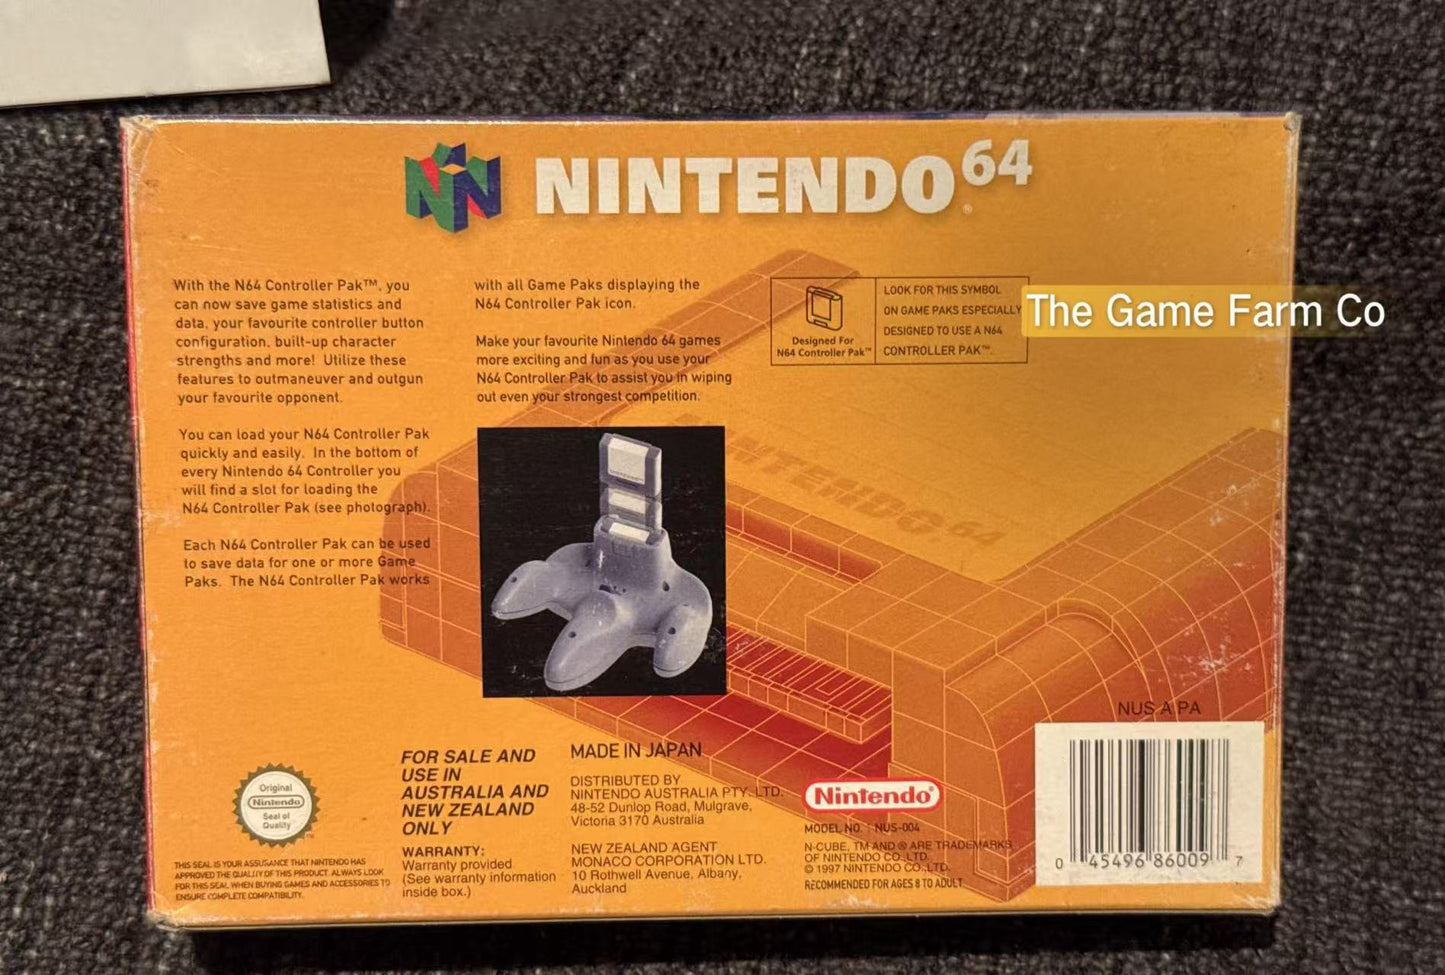 NINTENDO 64
With the N64 Controller Pak™, you
can now save game statistics and
data, your favourite controller button
configuration, built-up character
strengths and more! Utilize these
features to outmaneuver and outgun
your favourite opponent.
You can load your N64 Controller Pak
quickly and easily. In the bottom of
every Nintendo 64 Controller you
will find a slot for loading the
N64 Controller Pak (see photograph).
Each N64 Controller Pak can be used
to save data for one or more Game
Paks. The N64 Controller Pak works
with all Game Paks displaying the
N64 Controller Pak icon.
Make your favourite Nintendo 64 games
more exciting and fun as you use your
N64 Controller Pak to assist you in wiping
out even your strongest competition.
Designed For
N64 Controller Pak™
LOOK FOR THIS SYMBOL
ON GAME PAKS ESPECIALLY
DESIGNED TO USE A N64
CONTROLLER PAK™.
The Game Farm Co
NINTENDO 64
Original
Nintendo
Seal of
Quality
THIS SEAL IS YOUR ASSURANCE THAT NINTENDO HAS
APPROVED THE QUALITY OF THIS PRODUCT. ALWAYS LOOK
FOR THIS SEAL WHEN BUYING GAMES AND ACCESSORIES TO
ENSURE COMPLETE COMPATIBILITY.
FOR SALE AND
USE IN
AUSTRALIA AND
NEW ZEALAND
ONLY
WARRANTY:
Warranty provided
(See warranty information
inside box.)
MADE IN JAPAN
DISTRIBUTED BY
NINTENDO AUSTRALIA PTY. LTD.
48-52 Dunlop Road, Mulgrave,
Victoria 3170 Australia
NEW ZEALAND AGENT
MONACO CORPORATION LTD.
10 Rothwell Avenue, Albany,
Auckland
Nintendo®
MODEL NO. NUS-004
N-CUBE, TM AND ® ARE TRADEMARKS
OF NINTENDO CO.,LTD.
© 1997 NINTENDO CO.,LTD.
RECOMMENDED FOR AGES 8 TO ADULT
NUS A PA
0 45496 86009 7